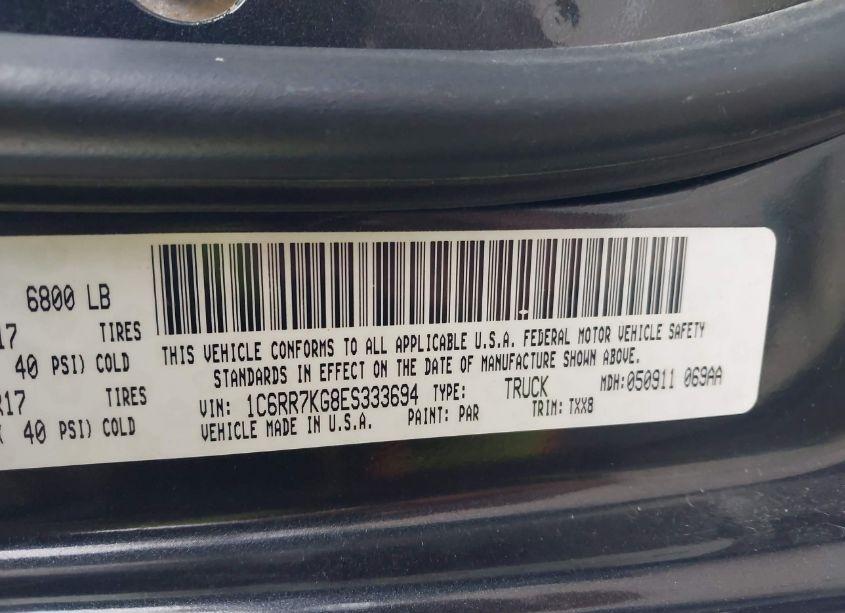 6800 LB
17 TIRES
40 PSI) COLD
R17 TIRES
40 PSI) COLD
THIS VEHICLE CONFORMS TO ALL APPLICABLE U.S.A. FEDERAL MOTOR VEHICLE SAFETY
STANDARDS IN EFFECT ON THE DATE OF MANUFACTURE SHOWN ABOVE.
VIN: 1C6RR7KG8ES333694 TYPE: TRUCK MDH:050911 069AA
VEHICLE MADE IN U.S.A. PAINT: PAR TRIM: TXX8